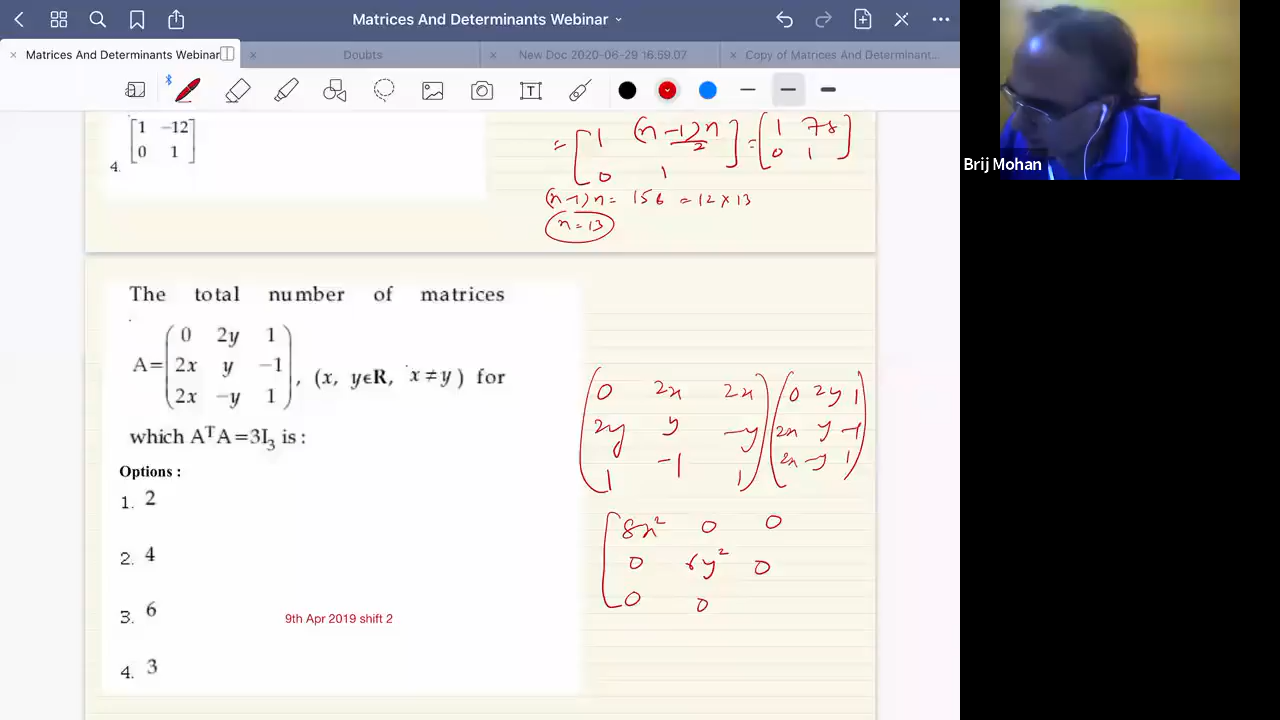 Matrices And Determinants Webinar
Matrices And Determinants Webinar
Doubts
New Doc 2020-06-29 16.59.07
Copy of Matrices And Determinant...
T
4. [1 -12
0 1]
= [1 (n-1)n/2
0 1] = [1 78
0 1]
(n-1)n = 156 = 12 × 13
n = 13
Brij Mohan
The total number of matrices
A = (0 2y 1
2x y -1
2x -y 1), (x, y∈R, x ≠ y) for
which AᵀA = 3I₃ is :
Options :
1. 2
2. 4
3. 6
4. 3
9th Apr 2019 shift 2
(0 2x 2x
2y y -y
1 -1 1) (0 2y 1
2x y -1
2x -y 1)
[8x² 0 0
0 6y² 0
0 0